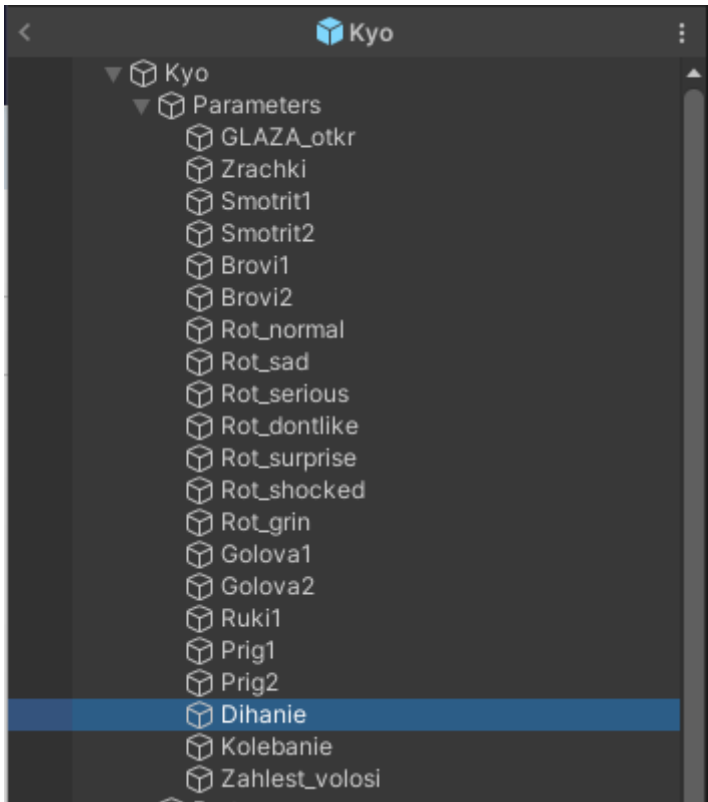 Kyo
Kyo
Parameters
GLAZA_otkr
Zrachki
Smotrit1
Smotrit2
Brovi1
Brovi2
Rot_normal
Rot_sad
Rot_serious
Rot_dontlike
Rot_surprise
Rot_shocked
Rot_grin
Golova1
Golova2
Ruki1
Prig1
Prig2
Dihanie
Kolebanie
Zahlest_volosi